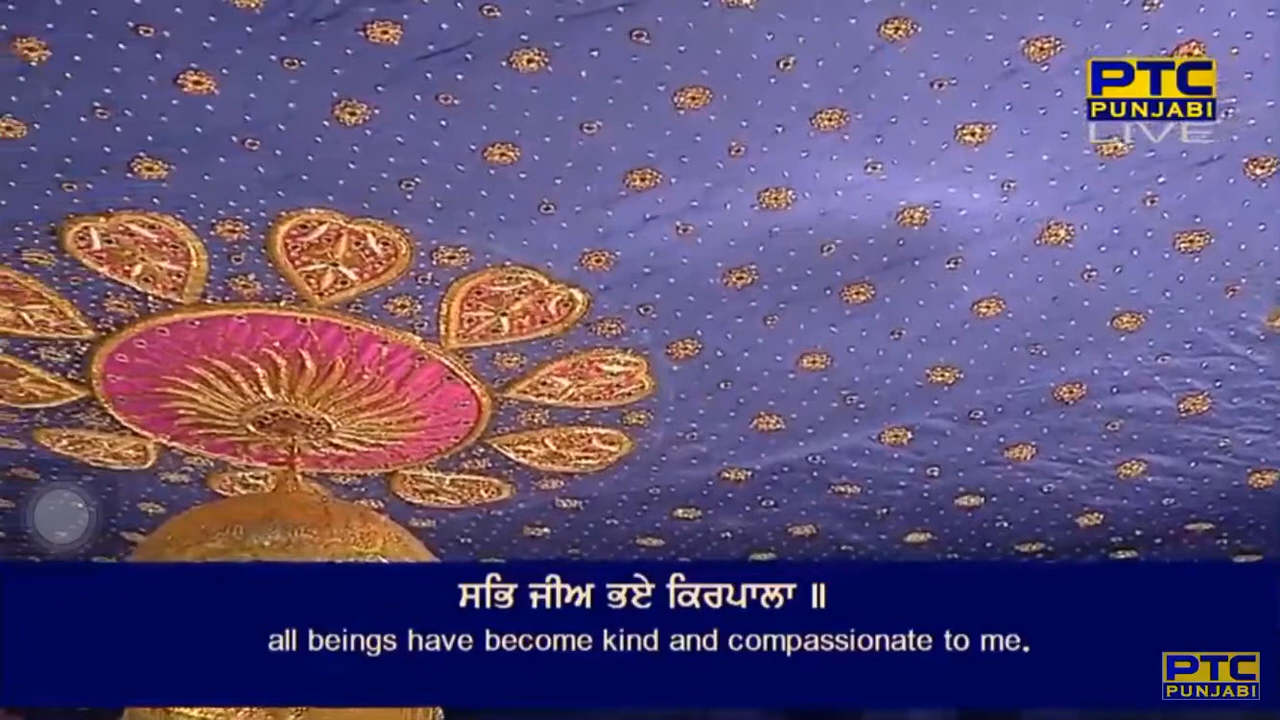 PTC
PUNJABI
LIVE
ਸਭਿ ਜੀਅ ਭਏ ਕਿਰਪਾਲਾ ॥
all beings have become kind and compassionate to me.
PTC
PUNJABI